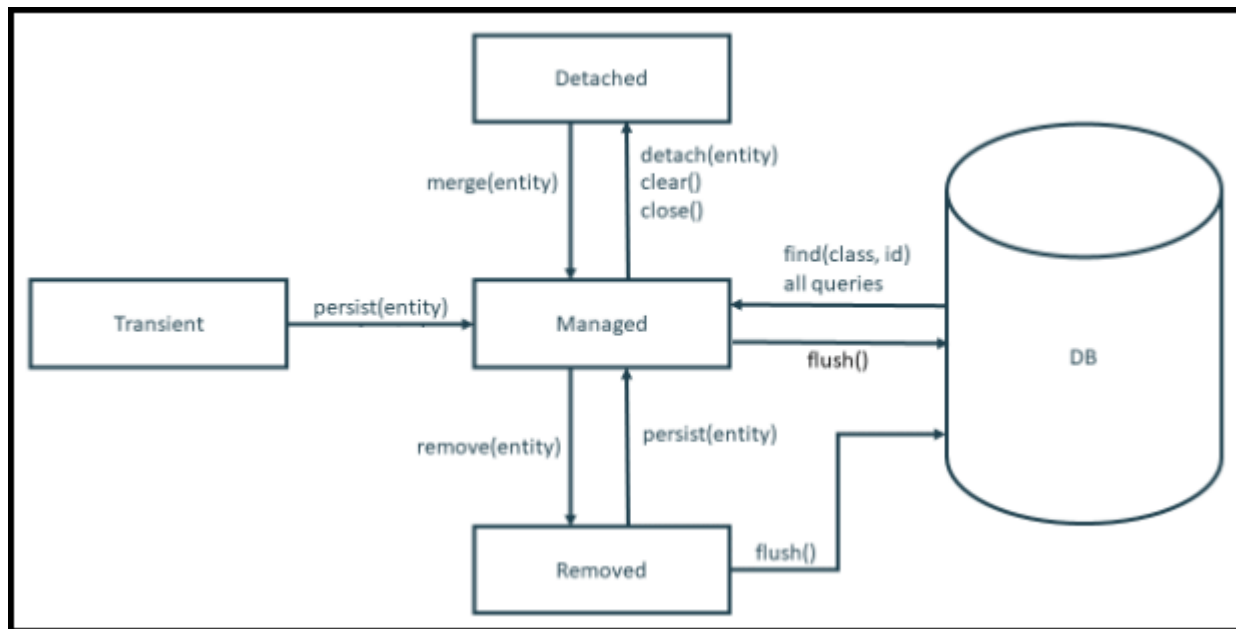 Detached
merge(entity)
detach(entity)
clear()
close()
find(class, id)
all queries
Transient
persist(entity)
Managed
flush()
DB
remove(entity)
persist(entity)
Removed
flush()